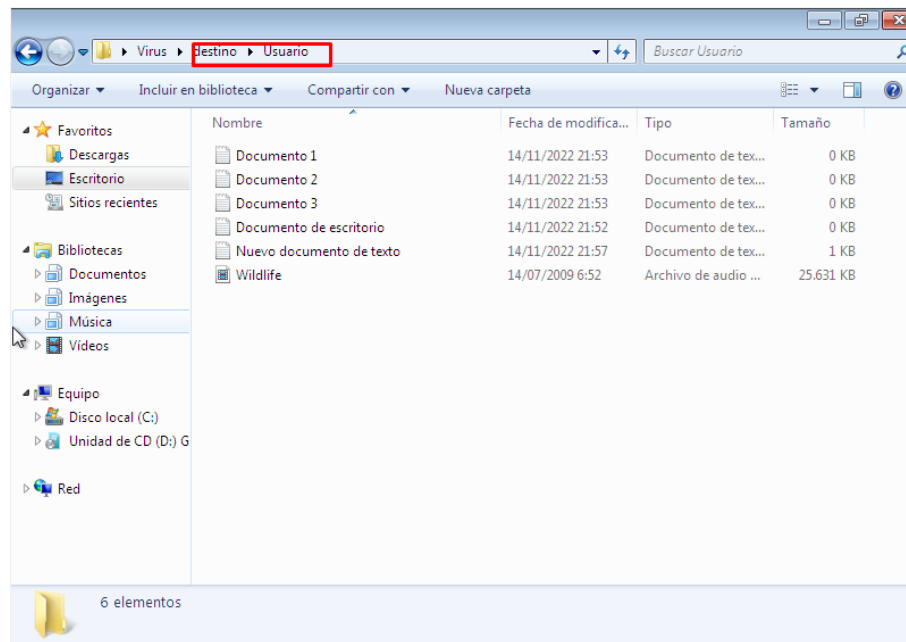 Virus destino Usuario Buscar Usuario
Organizar Incluir en biblioteca Compartir con Nueva carpeta
Favoritos
Descargas
Escritorio
Sitios recientes
Bibliotecas
Documentos
Imágenes
Música
Vídeos
Equipo
Disco local (C:)
Unidad de CD (D:) G
Red
Nombre Fecha de modifica... Tipo Tamaño
Documento 1 14/11/2022 21:53 Documento de tex... 0 KB
Documento 2 14/11/2022 21:53 Documento de tex... 0 KB
Documento 3 14/11/2022 21:53 Documento de tex... 0 KB
Documento de escritorio 14/11/2022 21:52 Documento de tex... 0 KB
Nuevo documento de texto 14/11/2022 21:57 Documento de tex... 1 KB
Wildlife 14/07/2009 6:52 Archivo de audio ... 25.631 KB
6 elementos